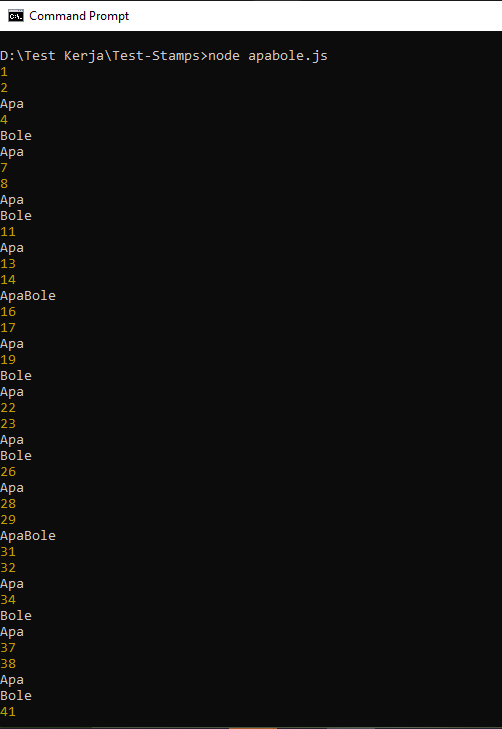 Command Prompt
D:\Test Kerja\Test-Stamps>node apabole.js
1
2
Apa
4
Bole
Apa
7
8
Apa
Bole
11
Apa
13
14
ApaBole
16
17
Apa
19
Bole
Apa
22
23
Apa
Bole
26
Apa
28
29
ApaBole
31
32
Apa
34
Bole
Apa
37
38
Apa
Bole
41